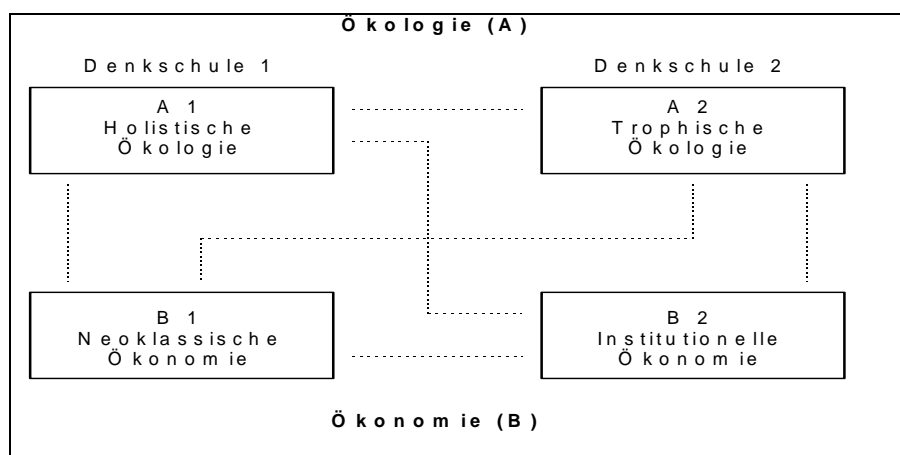 Ökologie (A)
Denkschule 1
Denkschule 2
A 1
Holistische
Ökologie
A 2
Trophische
Ökologie
B 1
Neoklassische
Ökonomie
B 2
Institutionelle
Ökonomie
Ökonomie (B)